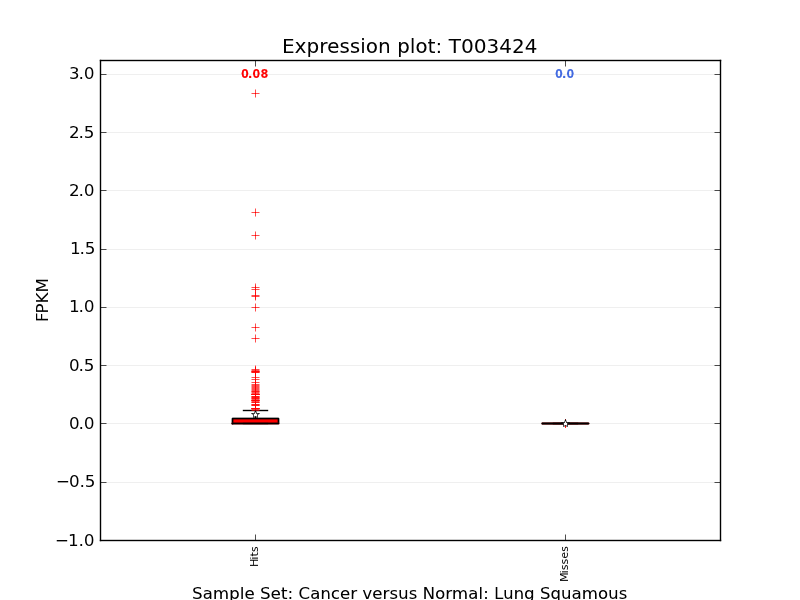 Expression plot: T003424
3.0
0.08
0.0
2.5
2.0
1.5
1.0
0.5
0.0
−0.5
−1.0
FPKM
Hits
Misses
Sample Set: Cancer versus Normal: Lung Squamous